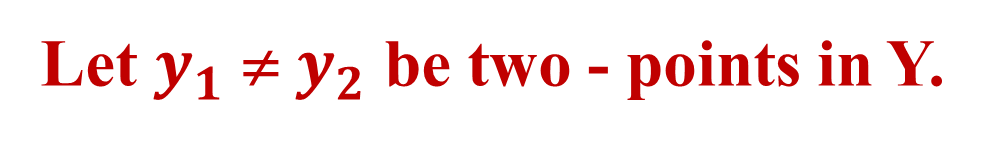 Let y₁ ≠ y₂ be two - points in Y.